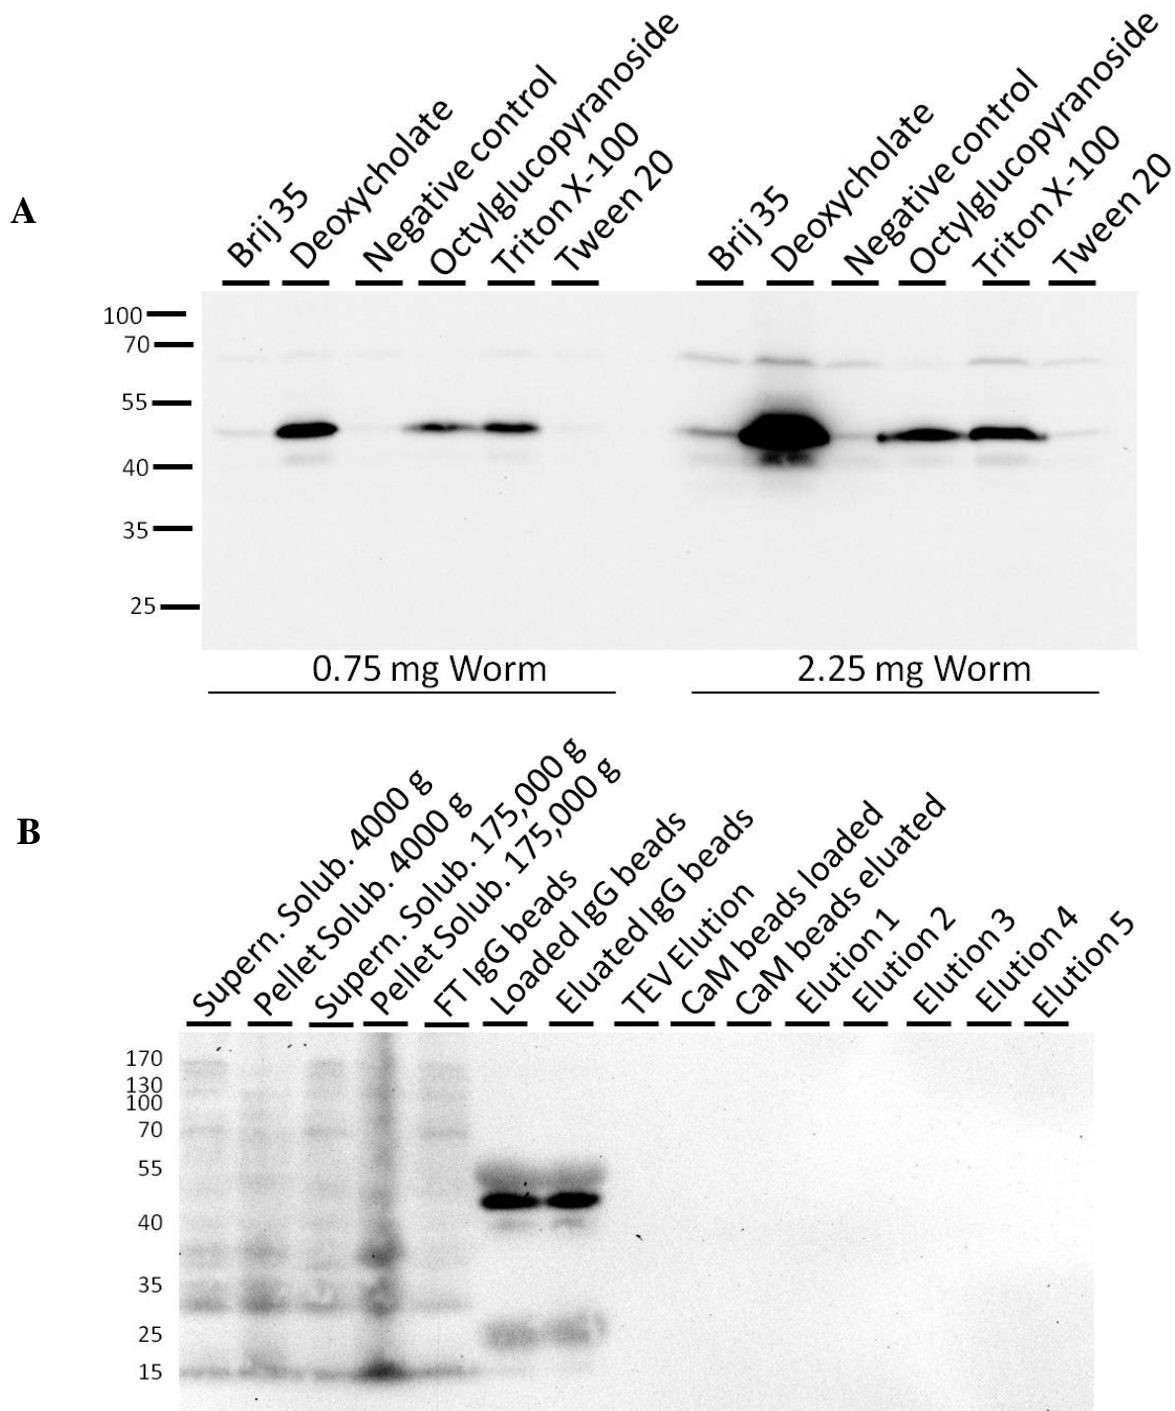 A
Brij 35
Deoxycholate
Negative control
Octylglucopyranoside
Triton X-100
Tween 20
Brij 35
Deoxycholate
Negative control
Octylglucopyranoside
Triton X-100
Tween 20
100
70
55
40
35
25
0.75 mg Worm
2.25 mg Worm
B
Supern. Solub. 4000 g
Pellet Solub. 4000 g
Supern. Solub. 175,000 g
Pellet Solub. 175,000 g
FT IgG beads
Loaded IgG beads
Eluated IgG beads
TEV Elution
CaM beads loaded
CaM beads eluated
Elution 1
Elution 2
Elution 3
Elution 4
Elution 5
170
130
100
70
55
40
35
25
15